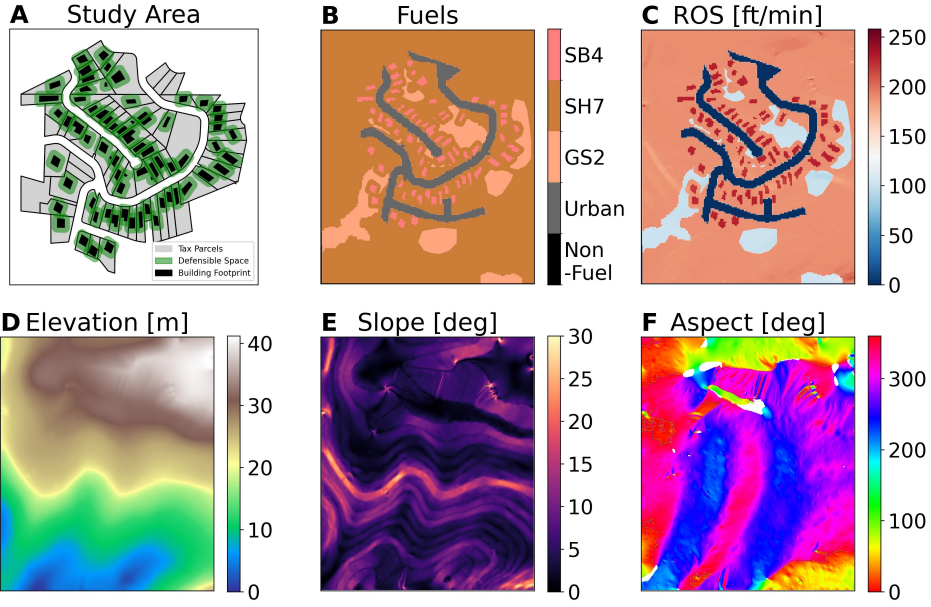 A Study Area
Tax Parcels
Defensible Space
Building Footprint
B Fuels
SB4
SH7
GS2
Urban
Non
-Fuel
C ROS [ft/min]
250
200
150
100
50
0
D Elevation [m]
40
30
20
10
0
E Slope [deg]
30
25
20
15
10
5
0
F Aspect [deg]
300
200
100
0